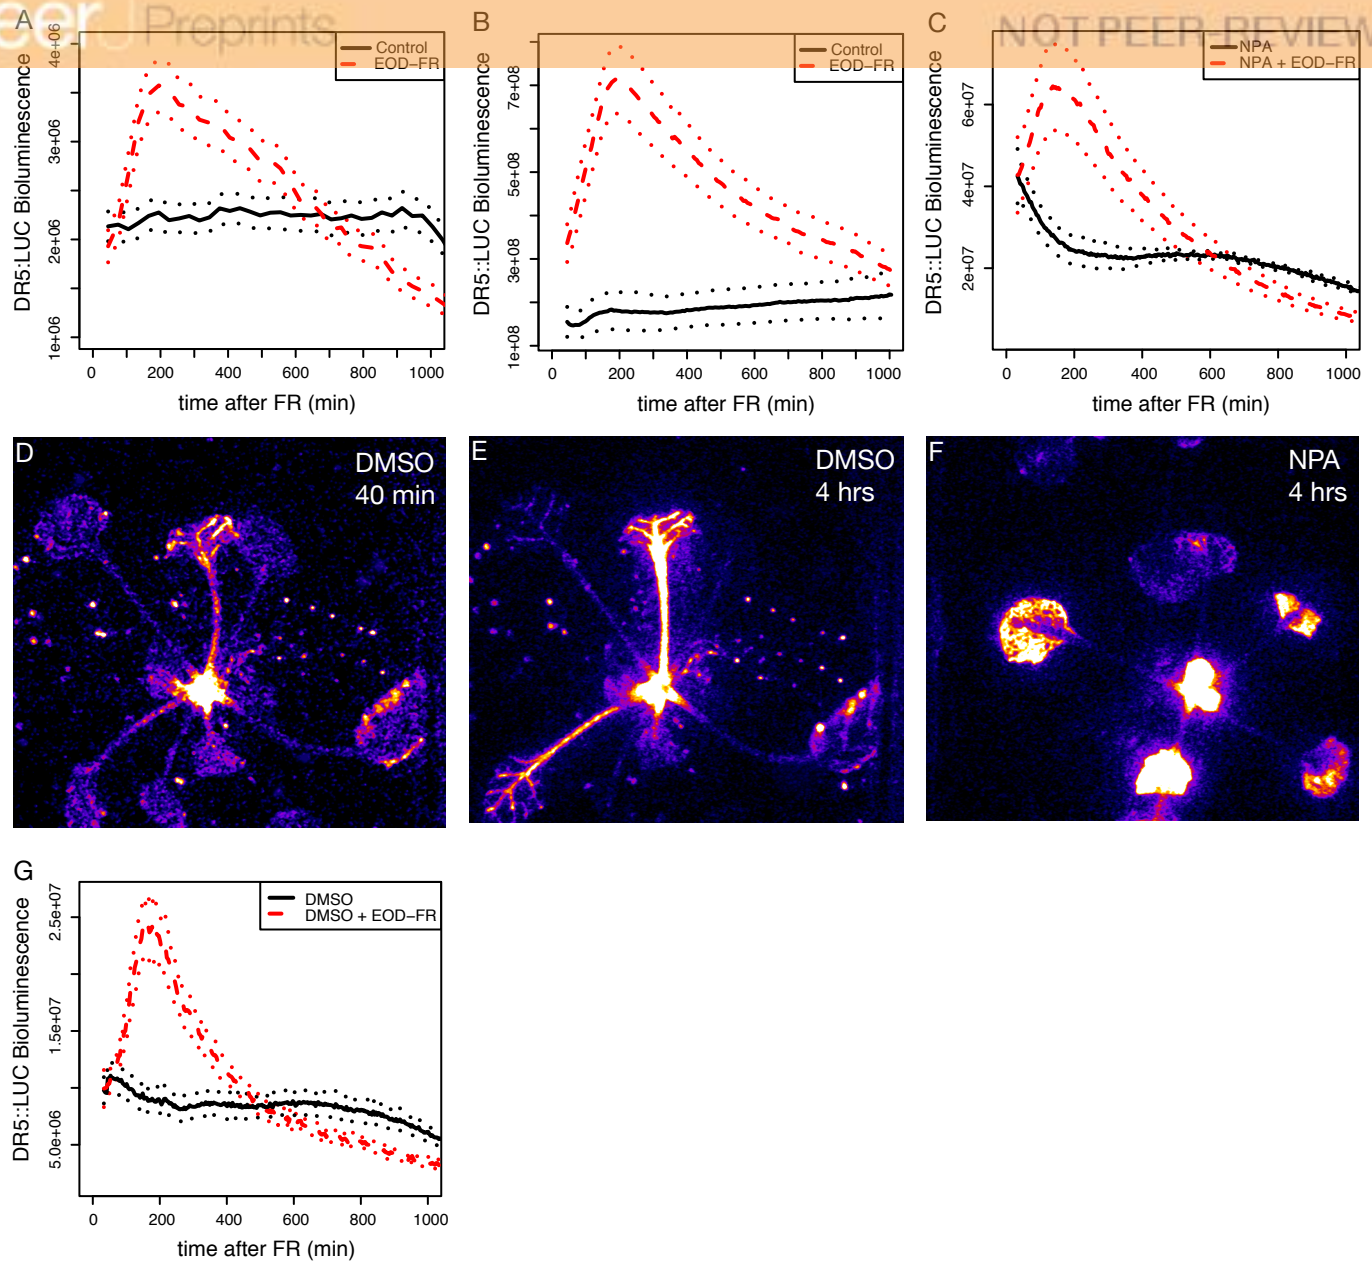 eerJ Preprints
NOT PEER-REVIEW
A
DR5:LUC Bioluminescence
1e+06 2e+06 3e+06 4e+06
Control
EOD-FR
0 200 400 600 800 1000
time after FR (min)
B
DR5::LUC Bioluminescence
1e+08 3e+08 5e+08 7e+08
Control
EOD-FR
0 200 400 600 800 1000
time after FR (min)
C
DR5::LUC Bioluminescence
2e+07 4e+07 6e+07
NPA
NPA + EOD-FR
0 200 400 600 800 1000
time after FR (min)
D
DMSO
40 min
E
DMSO
4 hrs
F
NPA
4 hrs
G
DR5::LUC Bioluminescence
5.0e+06 1.5e+07 2.5e+07
DMSO
DMSO + EOD-FR
0 200 400 600 800 1000
time after FR (min)